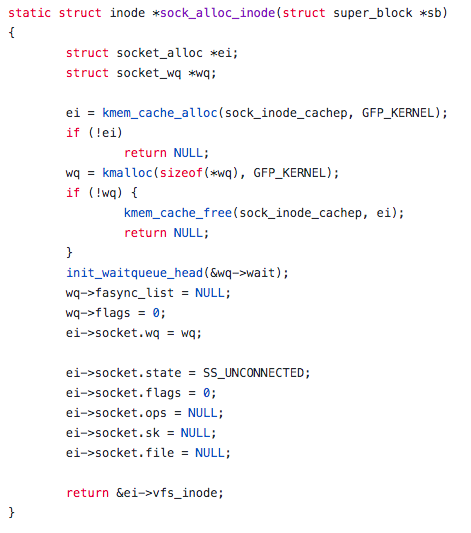 static struct inode *sock_alloc_inode(struct super_block *sb)
{
        struct socket_alloc *ei;
        struct socket_wq *wq;

        ei = kmem_cache_alloc(sock_inode_cachep, GFP_KERNEL);
        if (!ei)
                return NULL;
        wq = kmalloc(sizeof(*wq), GFP_KERNEL);
        if (!wq) {
                kmem_cache_free(sock_inode_cachep, ei);
                return NULL;
        }
        init_waitqueue_head(&wq->wait);
        wq->fasync_list = NULL;
        wq->flags = 0;
        ei->socket.wq = wq;

        ei->socket.state = SS_UNCONNECTED;
        ei->socket.flags = 0;
        ei->socket.ops = NULL;
        ei->socket.sk = NULL;
        ei->socket.file = NULL;

        return &ei->vfs_inode;
}